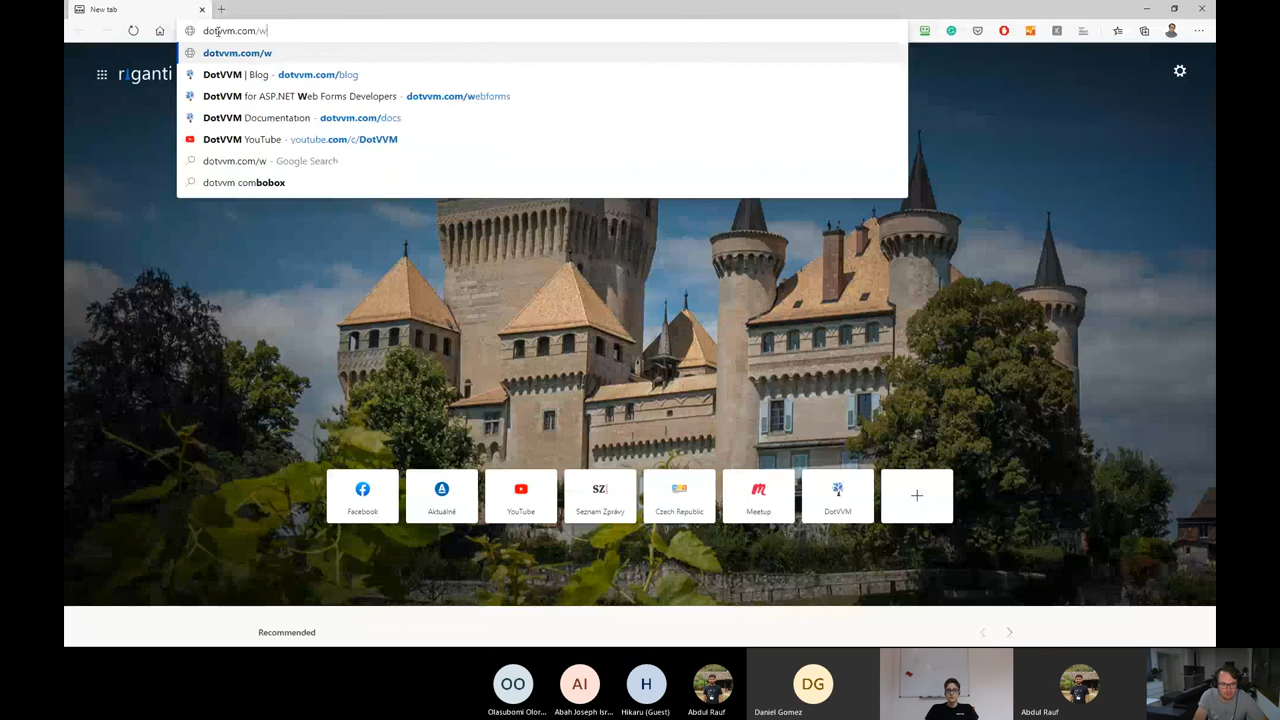 New tab
dotvvm.com/w
dotvvm.com/w
DotVVM | Blog - dotvvm.com/blog
DotVVM for ASP.NET Web Forms Developers - dotvvm.com/webforms
DotVVM Documentation - dotvvm.com/docs
DotVVM YouTube - youtube.com/c/DotVVM
dotvvm.com/w - Google Search
dotvvm combobox
riganti
SZ
Facebook
Aktuálně
YouTube
Seznam Zprávy
Czech Republic
Meetup
DotVVM
Recommended
OO
AI
H
DG
Olasubomi Olor...
Abah Joseph Isr...
Hikaru (Guest)
Abdul Rauf
Daniel Gomez
Abdul Rauf